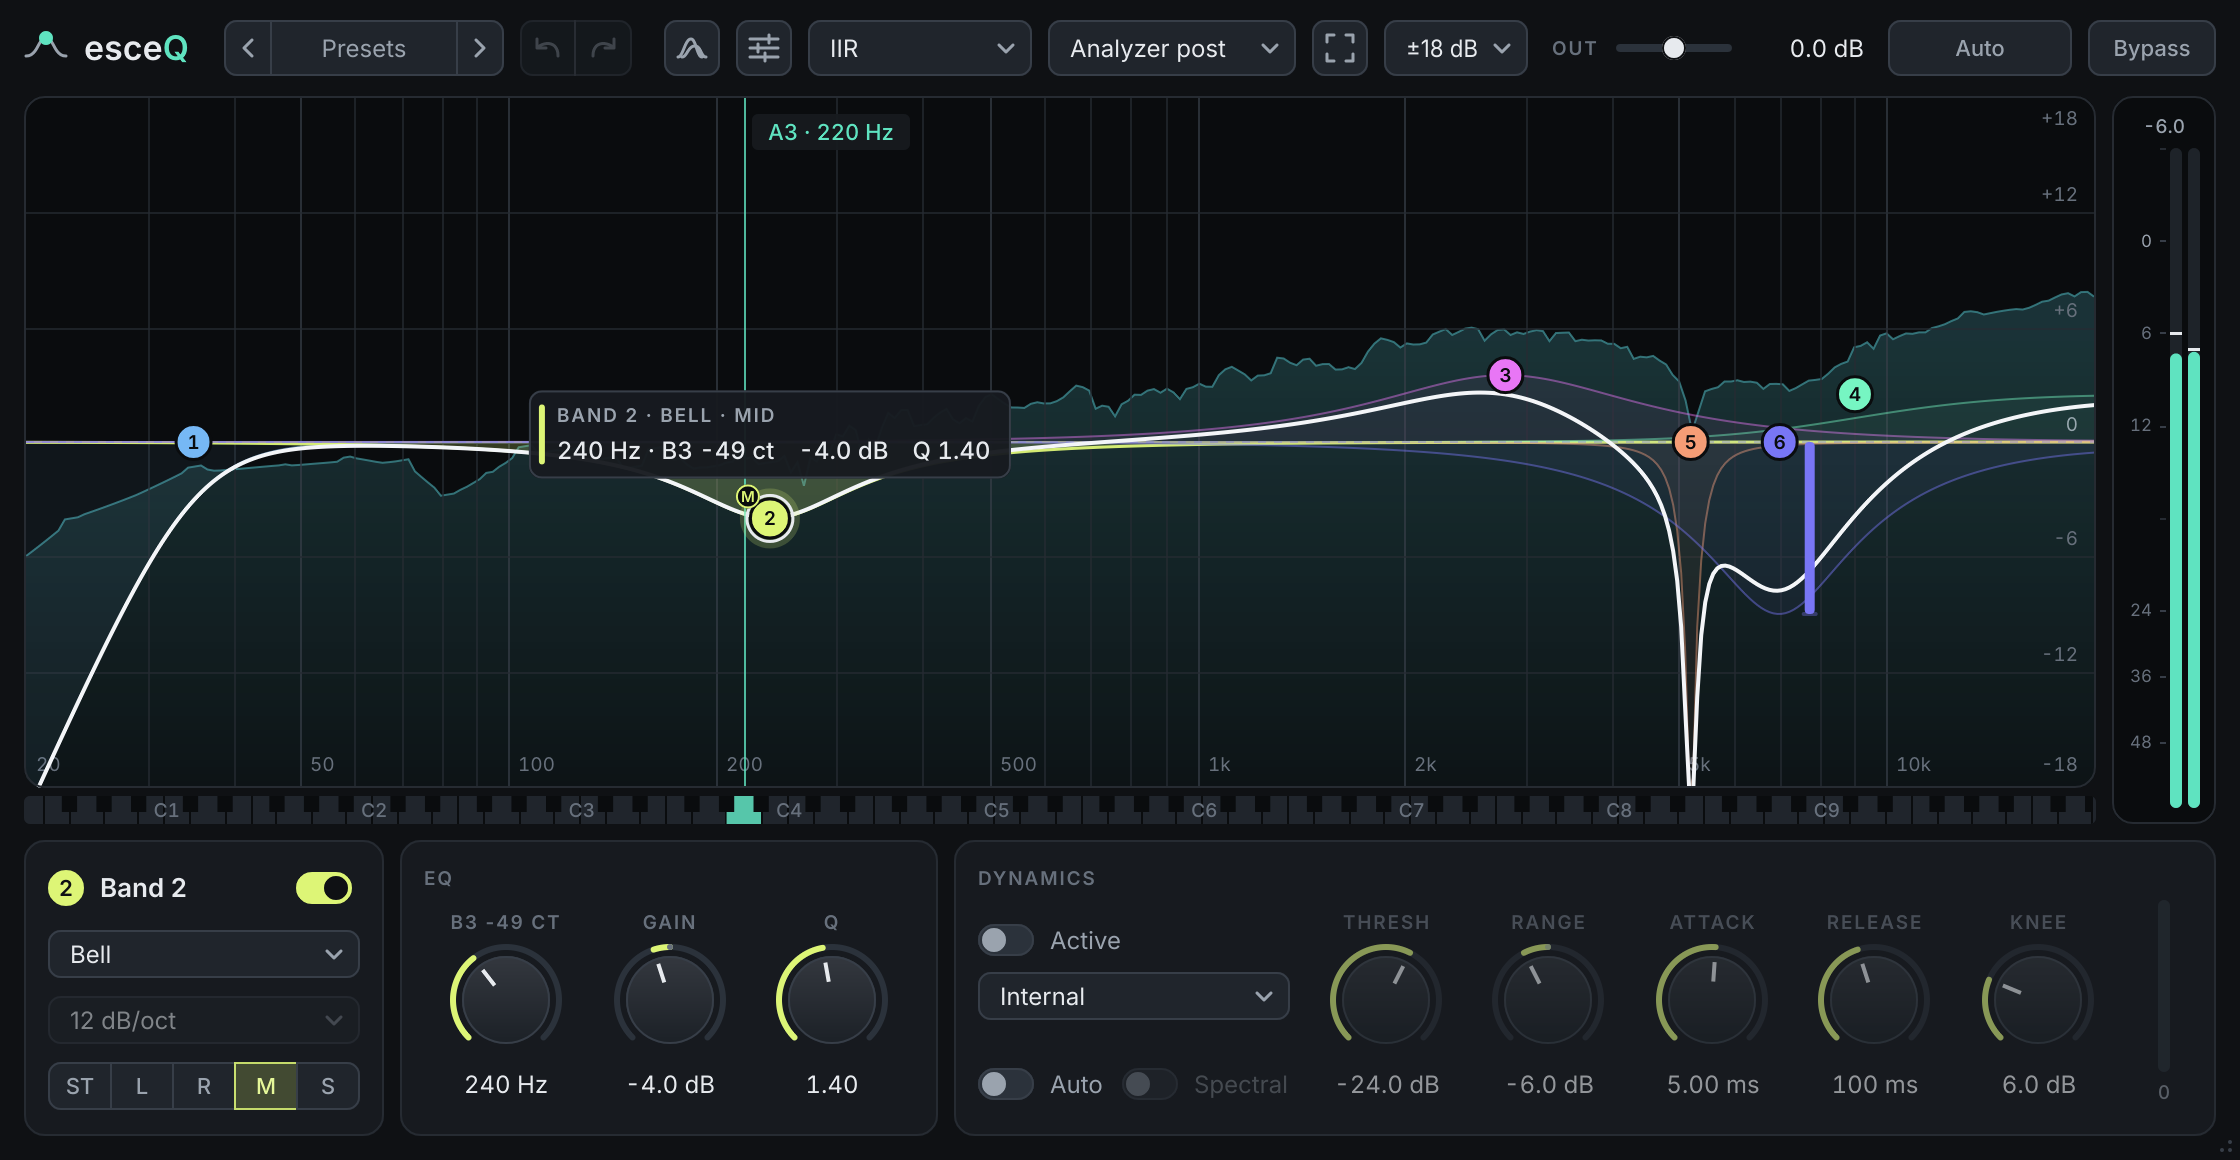 esceQ
Presets
IIR
Analyzer post
±18 dB
OUT
0.0 dB
Auto
Bypass
A3 · 220 Hz
+18
+12
+6
0
-6
-12
-18
-6.0
0
6
12
24
36
48
1
BAND 2 · BELL · MID
240 Hz · B3 -49 ct -4.0 dB Q 1.40
M
2
3
4
5
6
20
50
100
200
500
1k
2k
5k
10k
C1
C2
C3
C4
C5
C6
C7
C8
C9
2 Band 2
Bell
12 dB/oct
ST L R M S
EQ
B3 -49 CT GAIN Q
240 Hz -4.0 dB 1.40
DYNAMICS
Active
Internal
Auto Spectral
THRESH RANGE ATTACK RELEASE KNEE
-24.0 dB -6.0 dB 5.00 ms 100 ms 6.0 dB
0